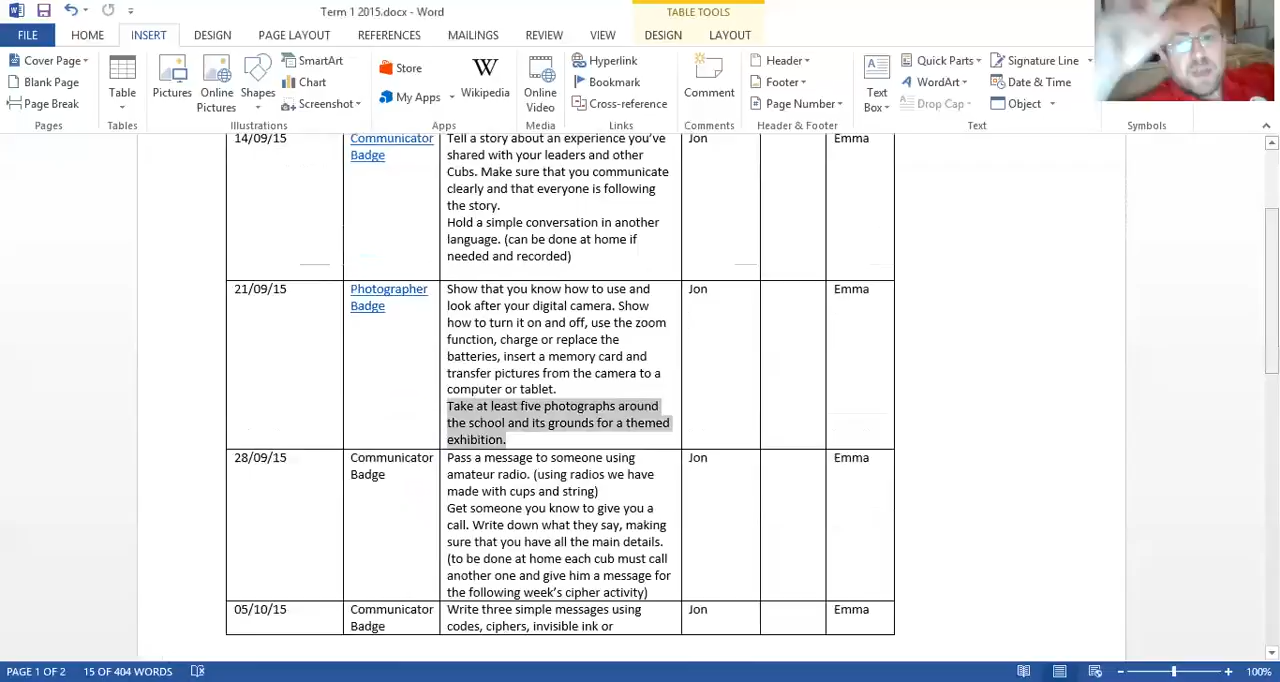 Term 1 2015.docx - Word
TABLE TOOLS
FILE HOME INSERT DESIGN PAGE LAYOUT REFERENCES MAILINGS REVIEW VIEW DESIGN LAYOUT
Cover Page
Blank Page
Page Break
Pages
Table
Tables
Pictures
Online Pictures
Shapes
SmartArt
Chart
Screenshot
Illustrations
Store
My Apps
Wikipedia
Apps
Online Video
Media
Hyperlink
Bookmark
Cross-reference
Links
Comment
Comments
Header
Footer
Page Number
Header & Footer
Text Box
Quick Parts
WordArt
Drop Cap
Signature Line
Date & Time
Object
Text
Symbols
14/09/15
Communicator
Badge
Tell a story about an experience you've
shared with your leaders and other
Cubs. Make sure that you communicate
clearly and that everyone is following
the story.
Hold a simple conversation in another
language. (can be done at home if
needed and recorded)
Jon
Emma
21/09/15
Photographer
Badge
Show that you know how to use and
look after your digital camera. Show
how to turn it on and off, use the zoom
function, charge or replace the
batteries, insert a memory card and
transfer pictures from the camera to a
computer or tablet.
Take at least five photographs around
the school and its grounds for a themed
exhibition.
Jon
Emma
28/09/15
Communicator
Badge
Pass a message to someone using
amateur radio. (using radios we have
made with cups and string)
Get someone you know to give you a
call. Write down what they say, making
sure that you have all the main details.
(to be done at home each cub must call
another one and give him a message for
the following week's cipher activity)
Jon
Emma
05/10/15
Communicator
Badge
Write three simple messages using
codes, ciphers, invisible ink or
Jon
Emma
PAGE 1 OF 2 15 OF 404 WORDS
100%